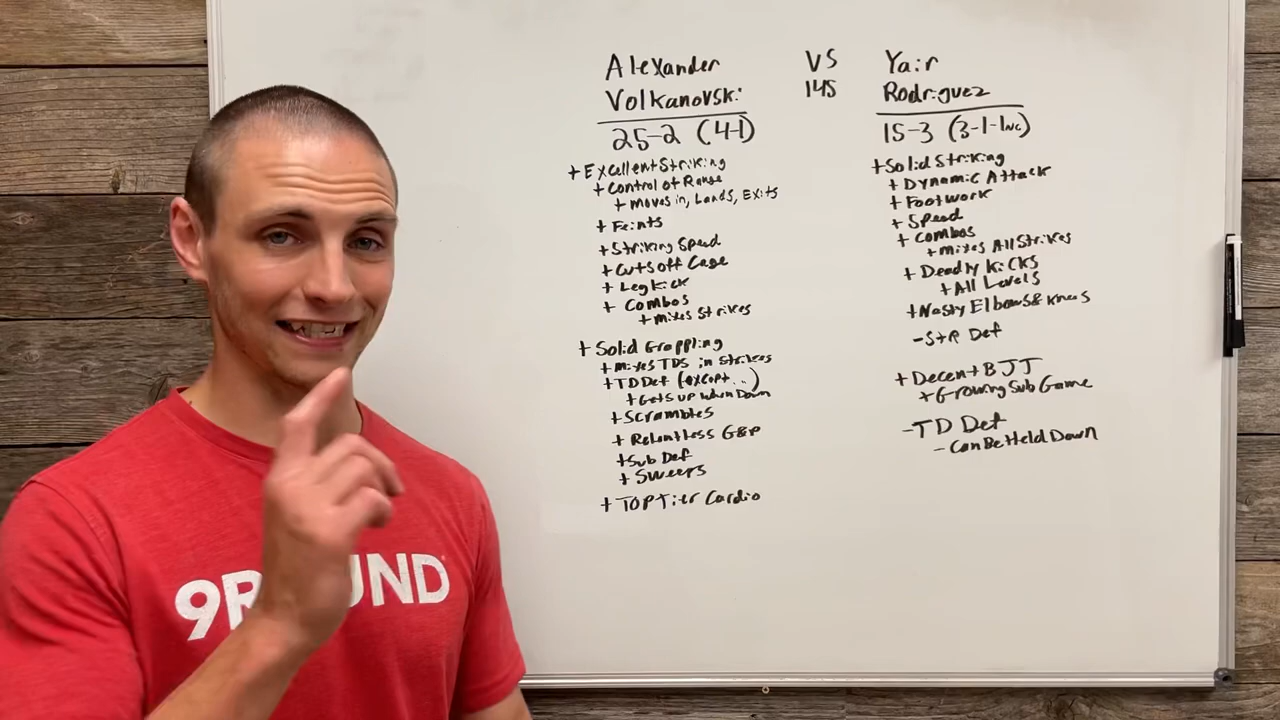 Alexander
Volkanovski
25-2 (4-1)
+ Excellent Striking
+ Control of Range
+ Moves in, Lands, Exits
+ Feints
+ Striking Speed
+ Cuts off Cage
+ Leg Kick
+ Combos
+ Mixes Strikes
+ Solid Grappling
+ Mixes TDS in Strikes
+ TD Def (except...)
+ Gets up when Down
+ Scrambles
+ Relentless G&P
+ Sub Def
+ Sweeps
+ Top Tier Cardio
VS
145
Yair
Rodriguez
15-3 (3-1-1NC)
+ Solid Striking
+ Dynamic Attack
+ Footwork
+ Speed
+ Combos
+ Mixes All Strikes
+ Deadly Kicks
+ All Levels
+ Nasty Elbows & Knees
- STR Def
+ Decent BJJ
+ Growing Sub Game
- TD Def
- Can Be Held Down